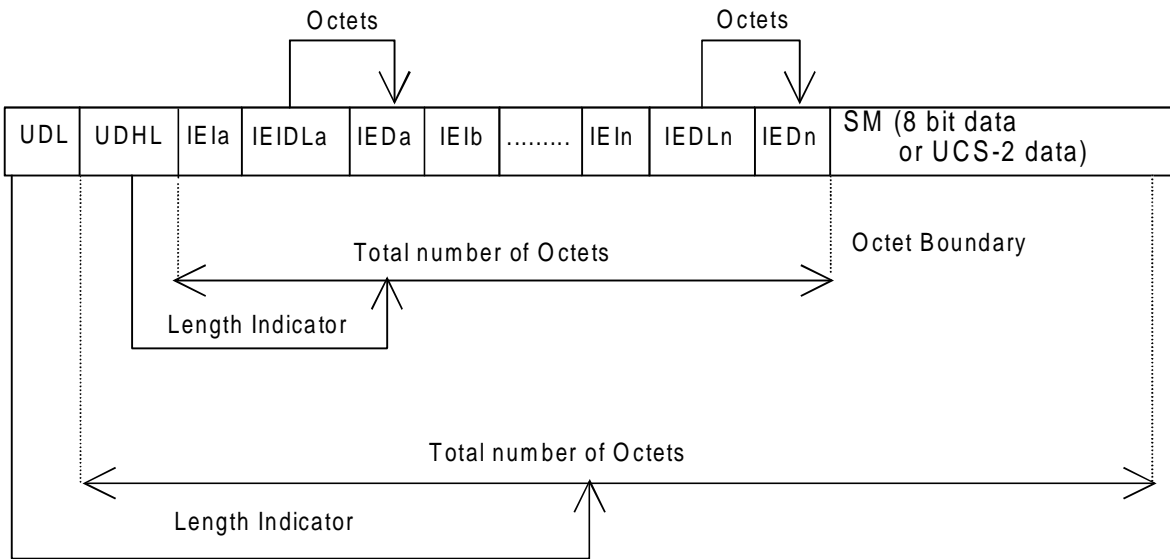 Octets Octets
UDL UDHL IEIa IEIDLa IEDa IEIb ......... IEIn IEDLn IEDn SM (8 bit data
or UCS-2 data)
Octet Boundary
Total number of Octets
Length Indicator
Total number of Octets
Length Indicator